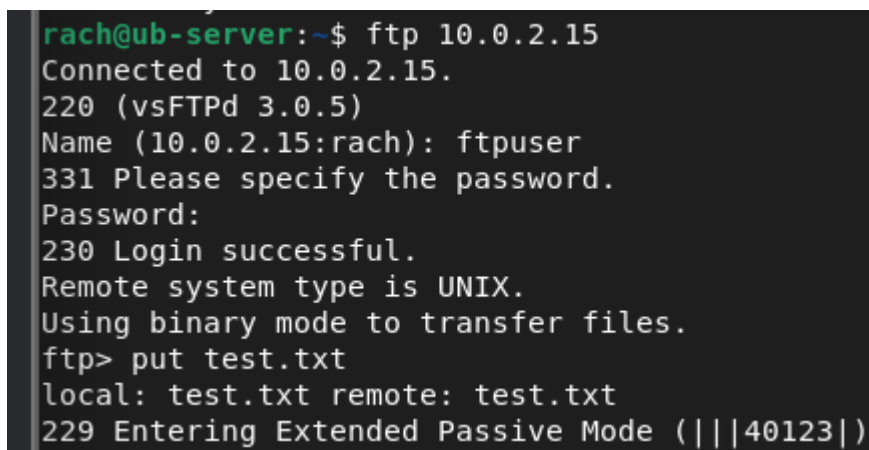 rach@ub-server:~$ ftp 10.0.2.15
Connected to 10.0.2.15.
220 (vsFTPd 3.0.5)
Name (10.0.2.15:rach): ftpuser
331 Please specify the password.
Password:
230 Login successful.
Remote system type is UNIX.
Using binary mode to transfer files.
ftp> put test.txt
local: test.txt remote: test.txt
229 Entering Extended Passive Mode (|||40123|)